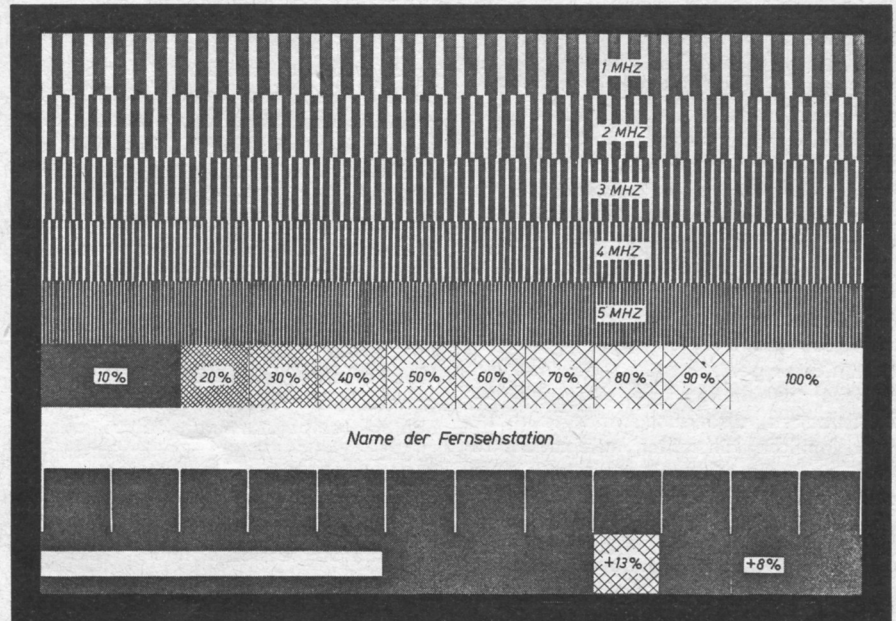 1 MHZ
2 MHZ
3 MHZ
4 MHZ
5 MHZ
10% 20% 30% 40% 50% 60% 70% 80% 90% 100%
Name der Fernsehstation
+13% +8%